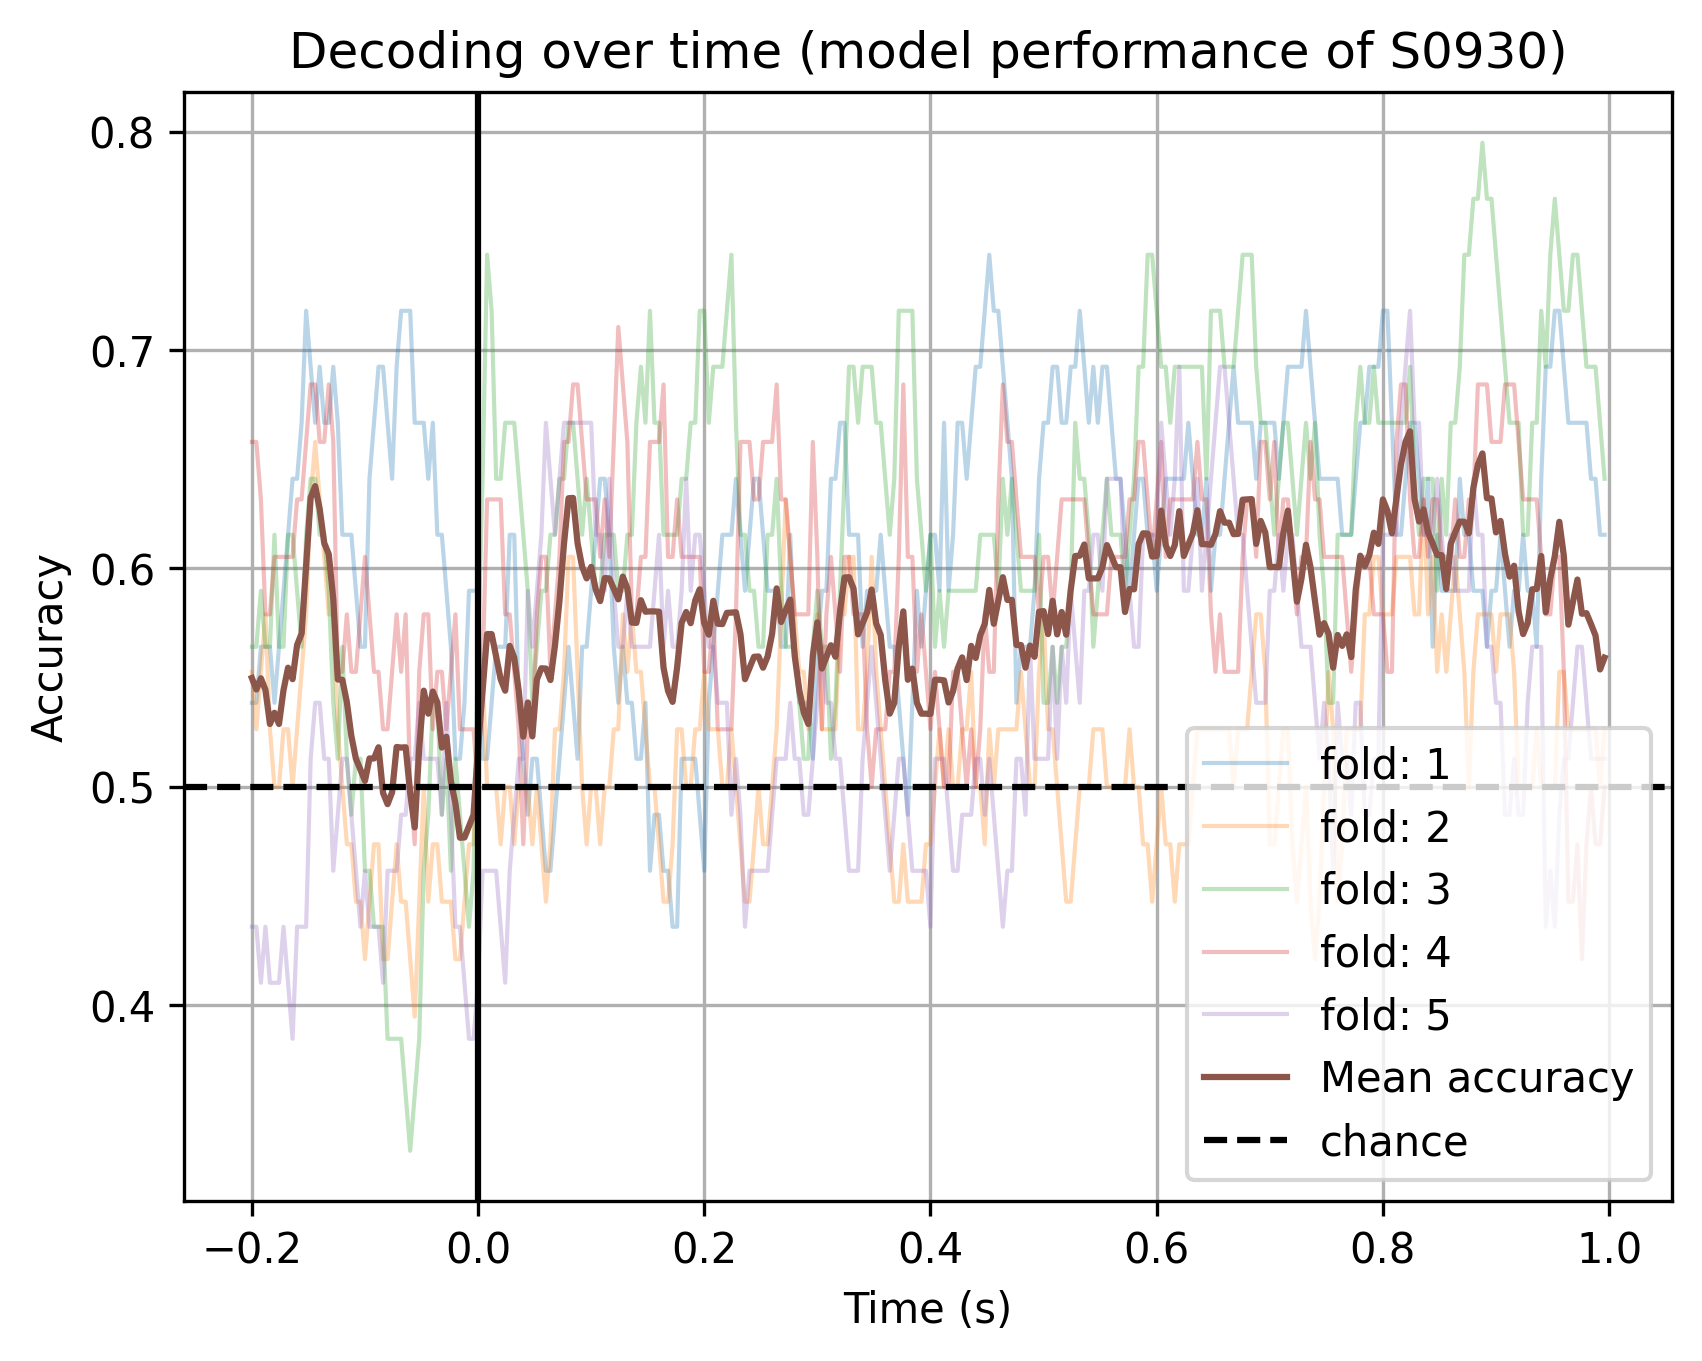 Decoding over time (model performance of S0930)
Accuracy
0.8
0.7
0.6
0.5
0.4
fold: 1
fold: 2
fold: 3
fold: 4
fold: 5
Mean accuracy
chance
−0.2 0.0 0.2 0.4 0.6 0.8 1.0
Time (s)